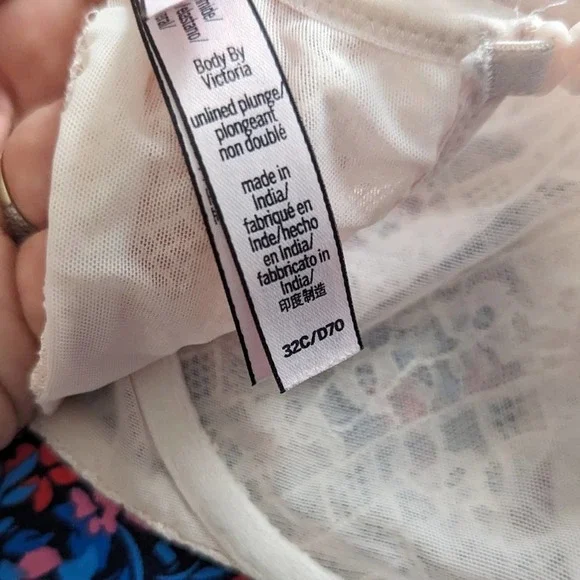 elastano/
Body By
Victoria
unlined plunge/
plongeant
non doublé
made in
India/
fabriqué en
Inde/hecho
en India/
fabbricato in
India/
印度制造
32C/D70